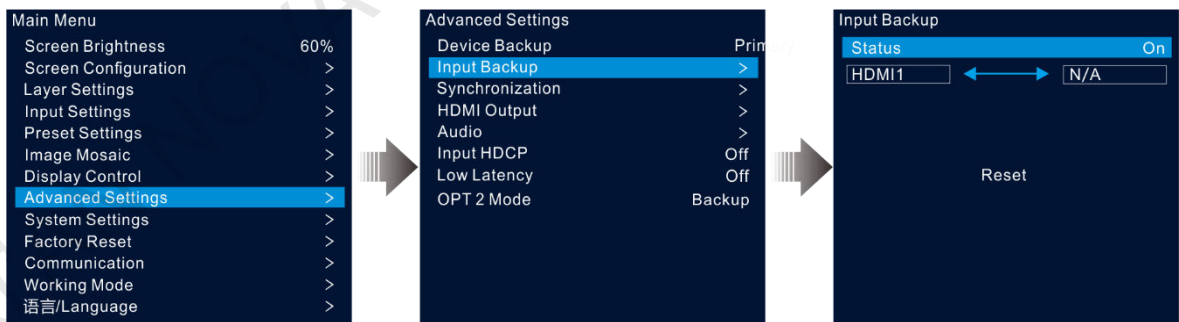 Main Menu
Screen Brightness 60%
Screen Configuration >
Layer Settings >
Input Settings >
Preset Settings >
Image Mosaic >
Display Control >
Advanced Settings >
System Settings >
Factory Reset >
Communication >
Working Mode >
语言/Language >
Advanced Settings
Device Backup Primary
Input Backup >
Synchronization >
HDMI Output >
Audio >
Input HDCP Off
Low Latency Off
OPT 2 Mode Backup
Input Backup
Status On
HDMI1 N/A
Reset